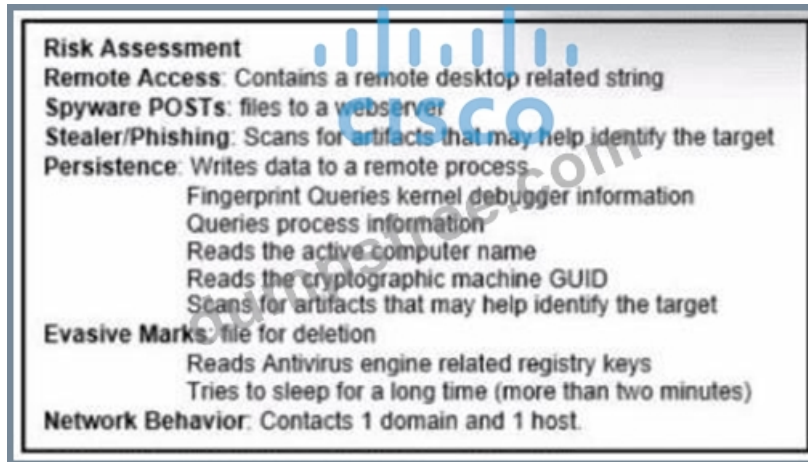 Risk Assessment
Remote Access: Contains a remote desktop related string
Spyware POSTs: files to a webserver
Stealer/Phishing: Scans for artifacts that may help identify the target
Persistence: Writes data to a remote process
Fingerprint Queries kernel debugger information
Queries process information
Reads the active computer name
Reads the cryptographic machine GUID
Scans for artifacts that may help identify the target
Evasive Marks: file for deletion
Reads Antivirus engine related registry keys
Tries to sleep for a long time (more than two minutes)
Network Behavior: Contacts 1 domain and 1 host.
CISCO
dumpsfree.com